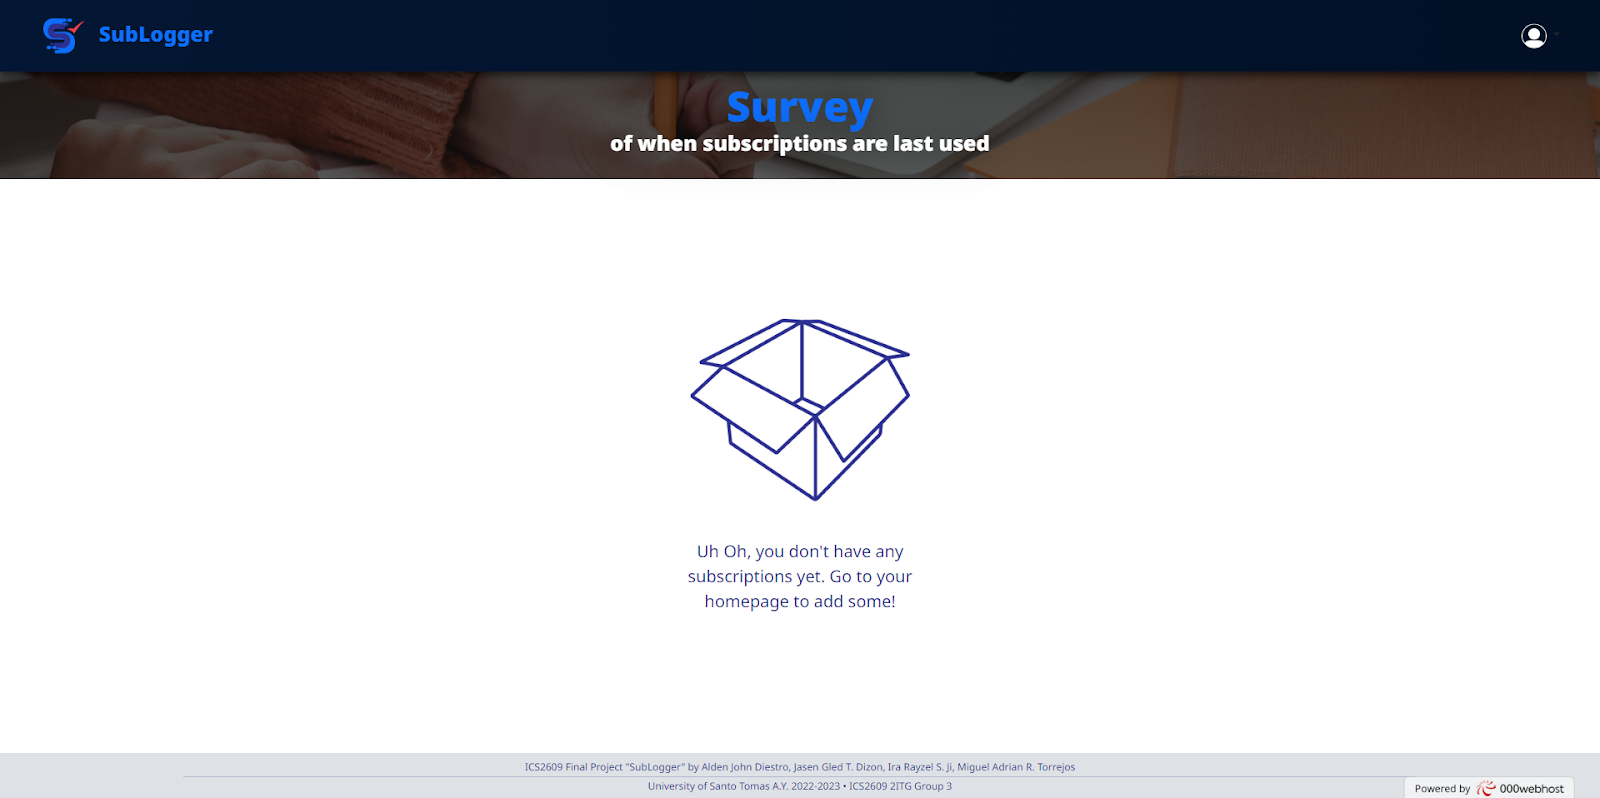 SubLogger
Survey
of when subscriptions are last used
Uh Oh, you don't have any
subscriptions yet. Go to your
homepage to add some!
ICS2609 Final Project "SubLogger" by Alden John Diestro, Jasen Gled T. Dizon, Ira Rayzel S. Ji, Miguel Adrian R. Torrejos
University of Santo Tomas A.Y. 2022-2023 • ICS2609 2ITG Group 3
Powered by 000webhost